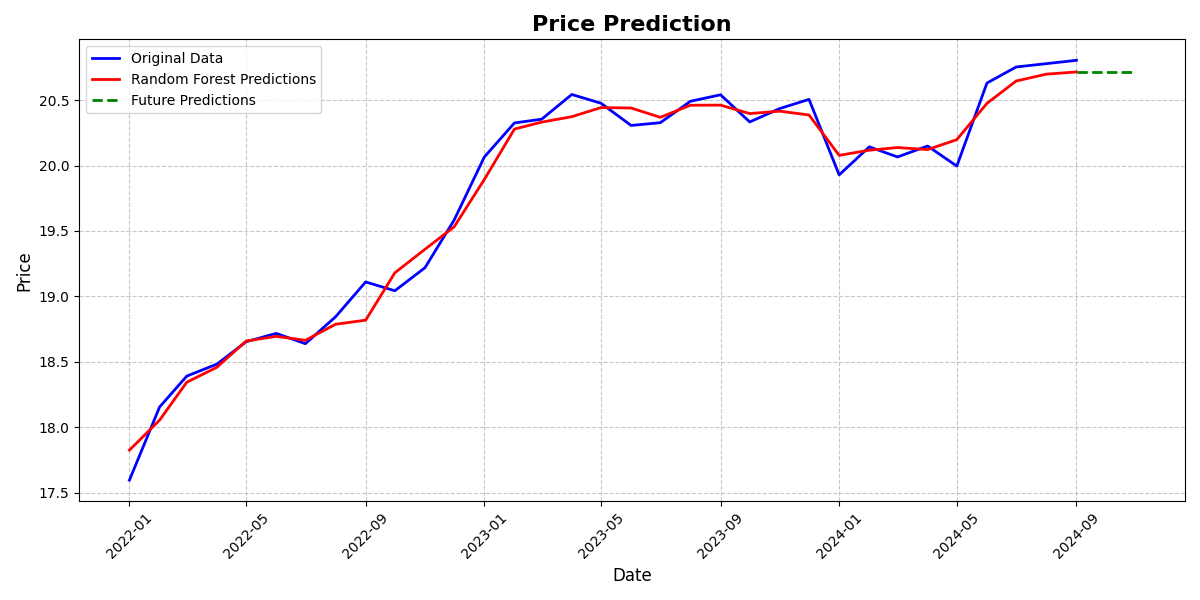 Price Prediction
Original Data
Random Forest Predictions
Future Predictions
Price
20.5
20.0
19.5
19.0
18.5
18.0
17.5
2022-01
2022-05
2022-09
2023-01
2023-05
2023-09
2024-01
2024-05
2024-09
Date